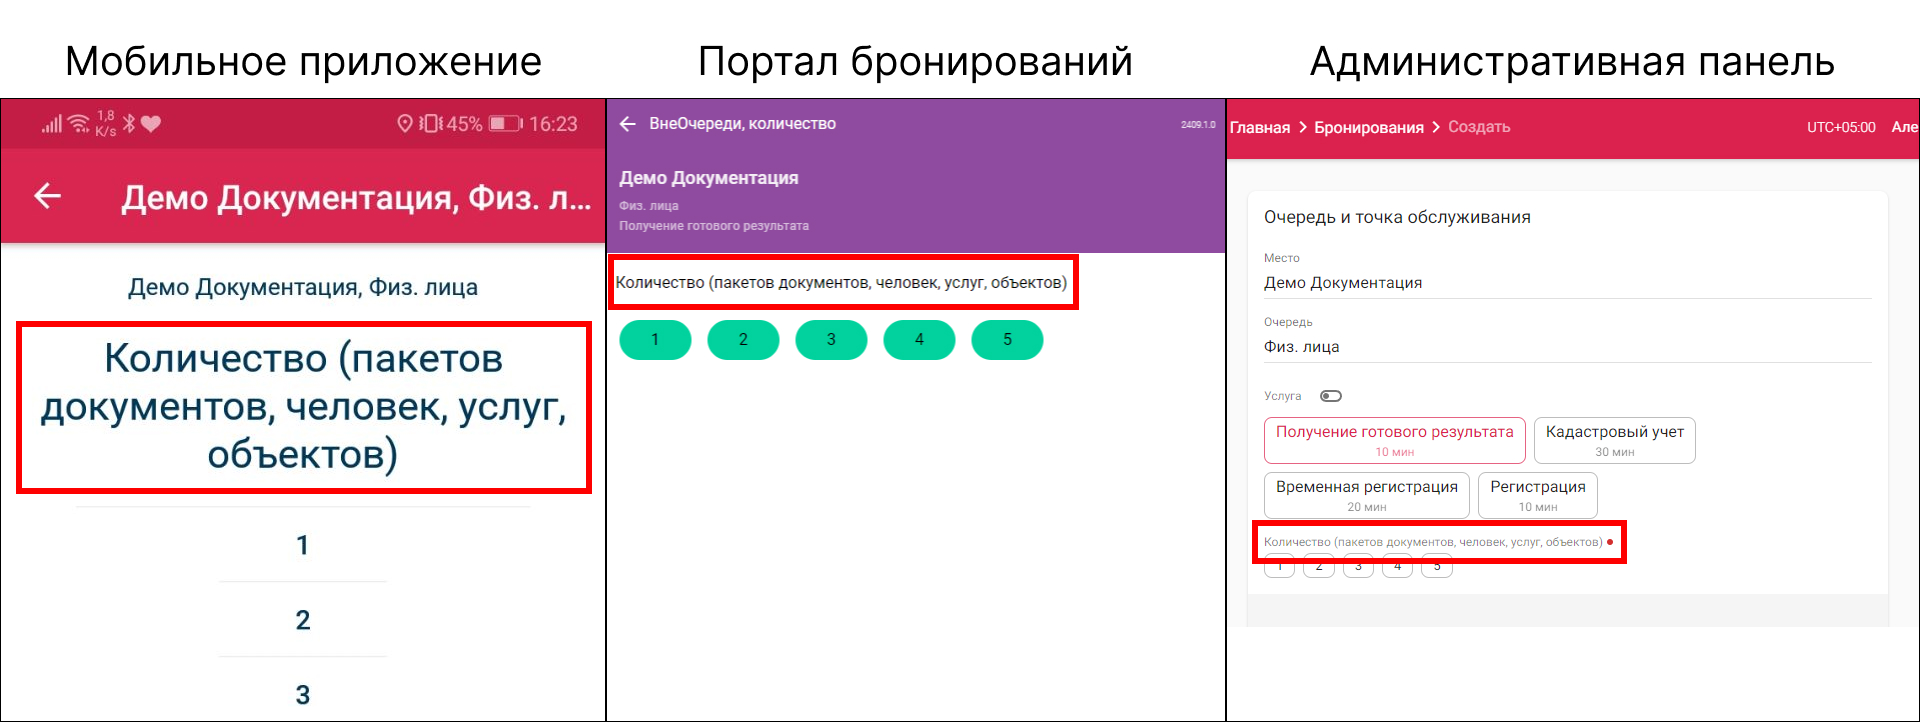 Мобильное приложение
Портал бронирований
Административная панель
1,8
K/s
45%
16:23
Демо Документация, Физ. л...
Демо Документация, Физ. лица
Количество (пакетов
документов, человек, услуг,
объектов)
1
2
3
ВнеОчереди, количество
2409.1.0
Демо Документация
Физ. лица
Получение готового результата
Количество (пакетов документов, человек, услуг, объектов)
1 2 3 4 5
Главная > Бронирования > Создать
UTC+05:00 Але
Очередь и точка обслуживания
Место
Демо Документация
Очередь
Физ. лица
Услуга
Получение готового результата
10 мин
Кадастровый учет
30 мин
Временная регистрация
20 мин
Регистрация
10 мин
Количество (пакетов документов, человек, услуг, объектов)
1 2 3 4 5